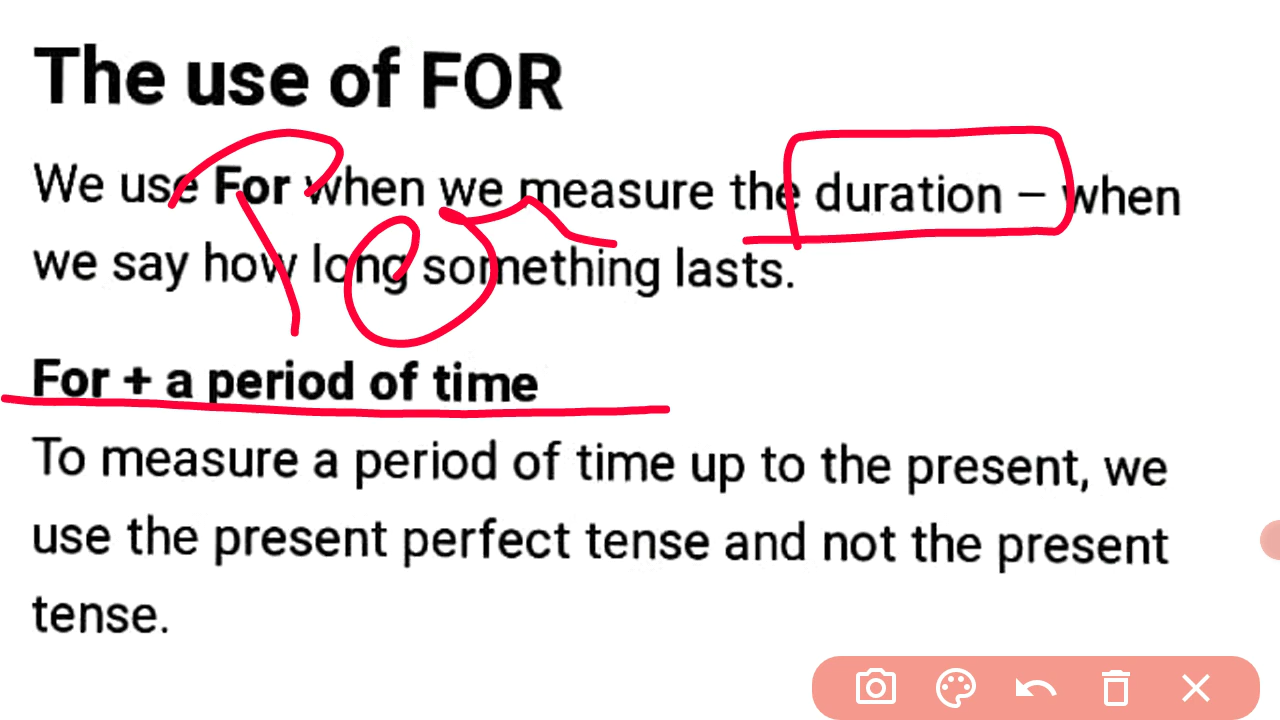 The use of FOR
We use For when we measure the duration – when
we say how long something lasts.
For + a period of time
To measure a period of time up to the present, we
use the present perfect tense and not the present
tense.